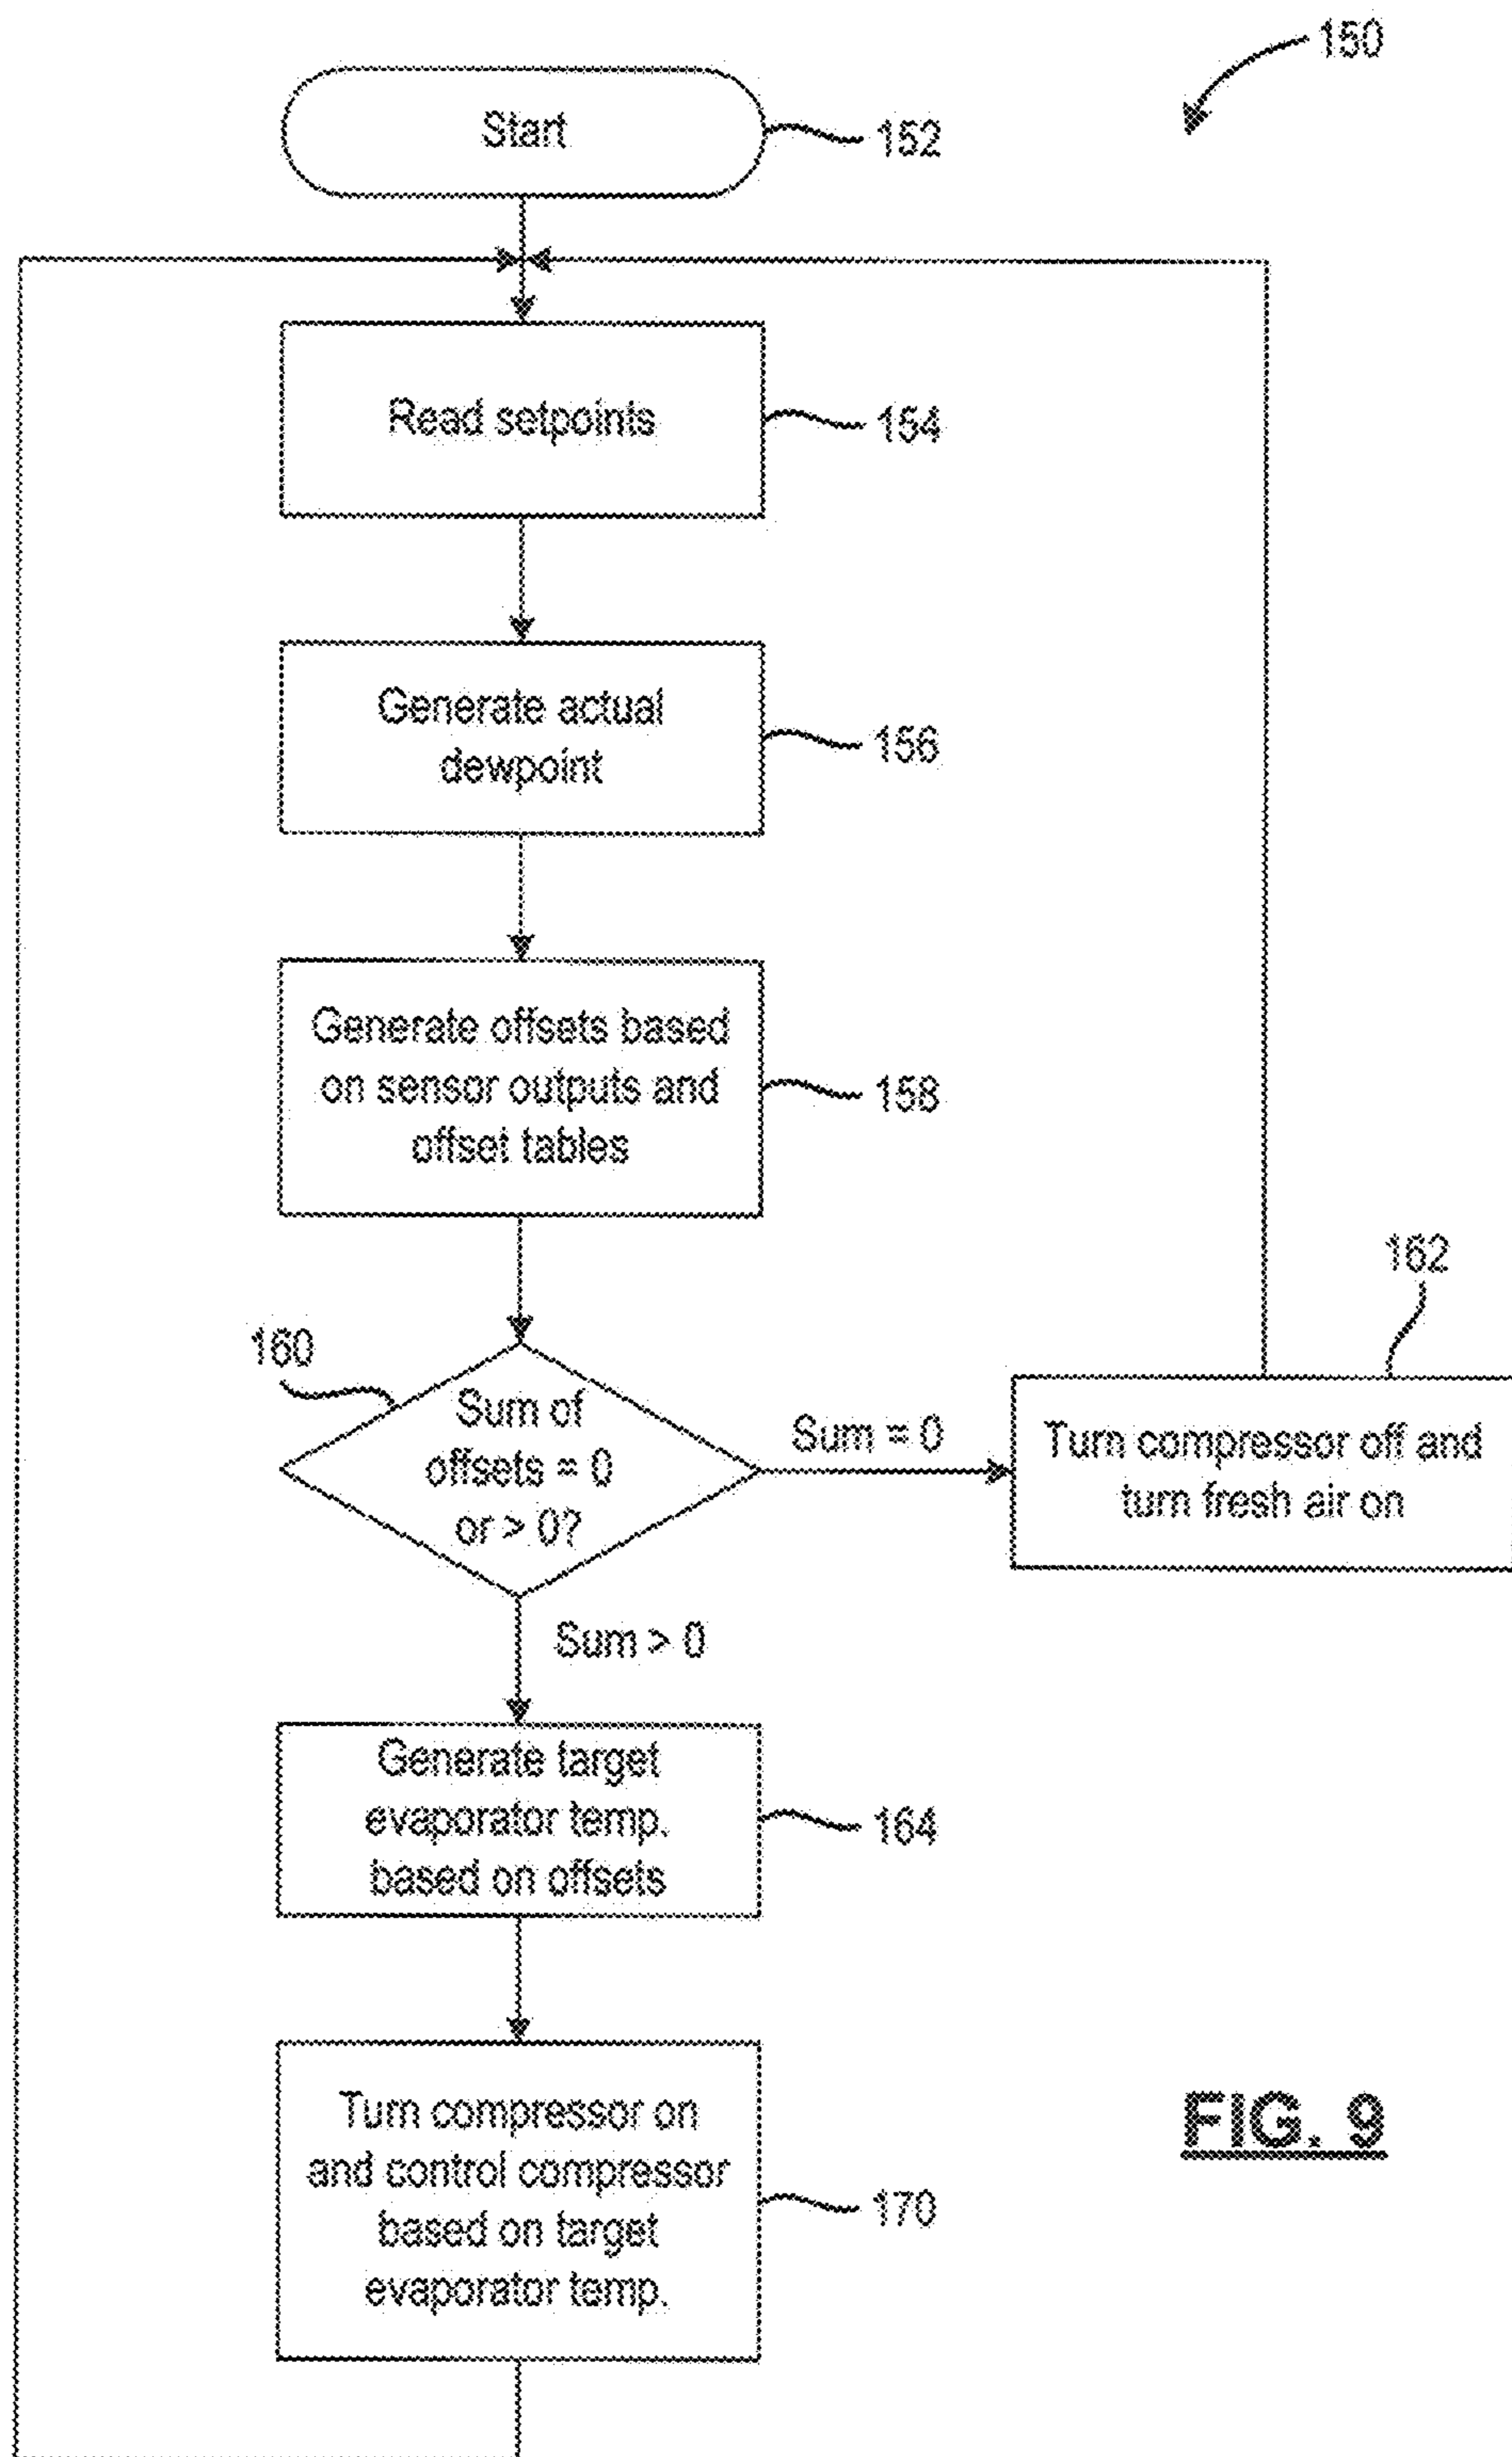 150
Start
152
Read setpoints
154
Generate actual
dewpoint
156
Generate offsets based
on sensor outputs and
offset tables
158
160
Sum of
offsets = 0
or > 0?
Sum = 0
162
Turn compressor off and
turn fresh air on
Sum > 0
Generate target
evaporator temp.
based on offsets
164
Turn compressor on
and control compressor
based on target
evaporator temp.
170
FIG. 9